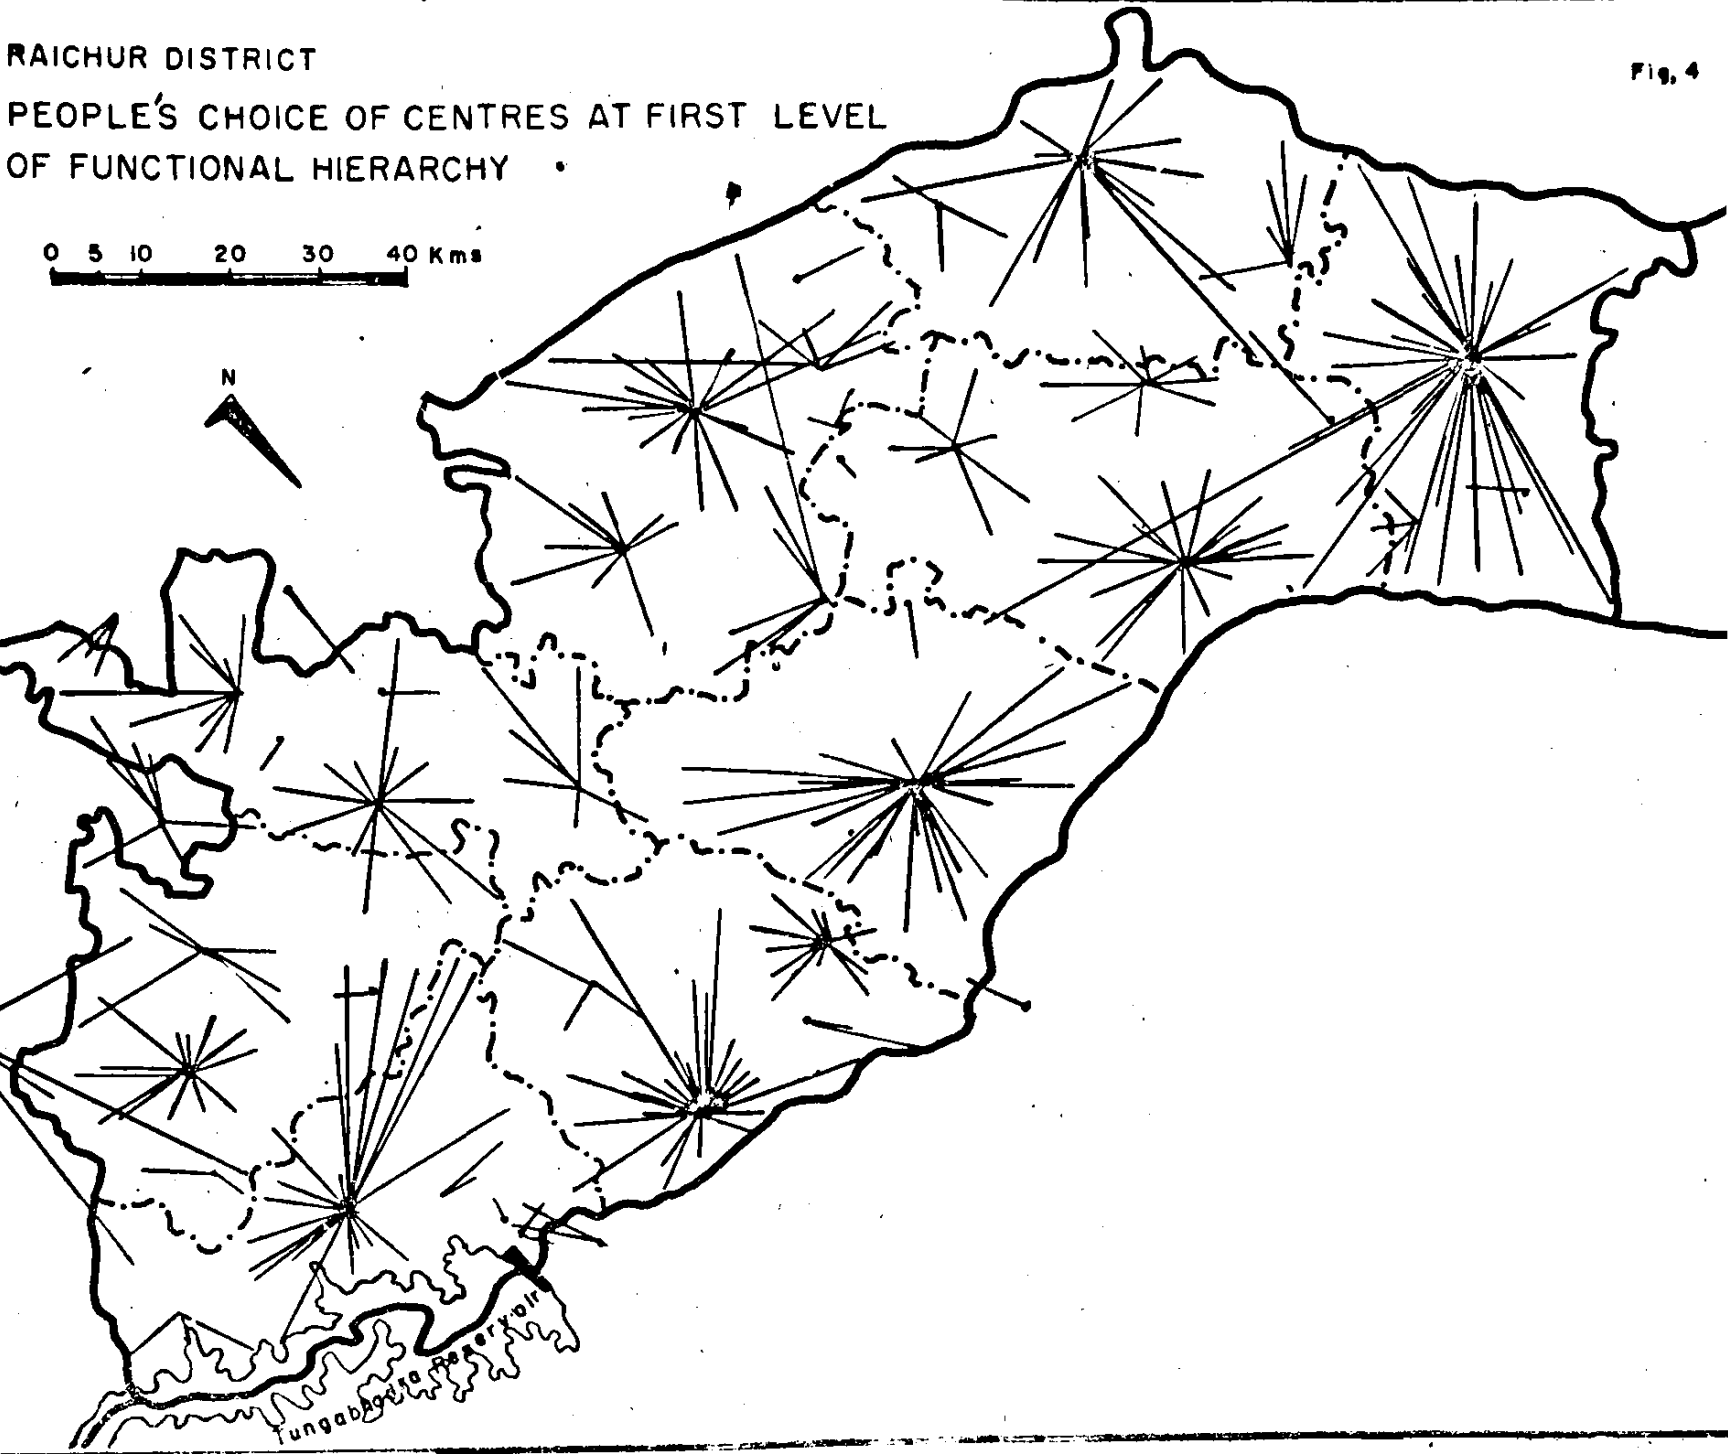 RAICHUR DISTRICT
PEOPLE'S CHOICE OF CENTRES AT FIRST LEVEL
OF FUNCTIONAL HIERARCHY
Fig, 4
0 5 10 20 30 40 Kms
N
Tungabhadra Reservoir